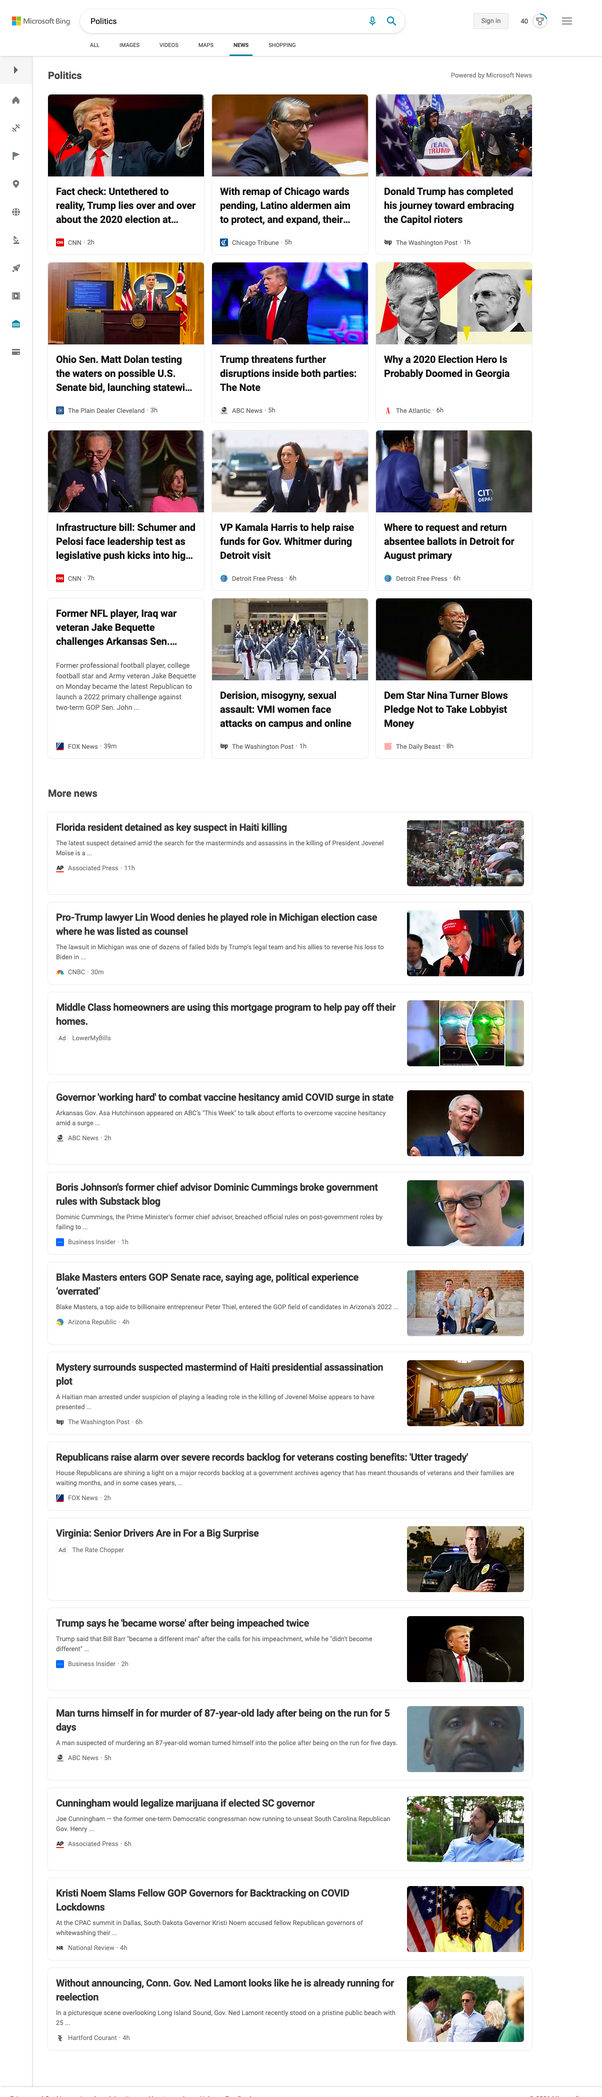 Microsoft Bing
Politics
Sign in
40
ALL
IMAGES
VIDEOS
MAPS
NEWS
SHOPPING
Politics
Powered by Microsoft News
Fact check: Untethered to
reality, Trump lies over and over
about the 2020 election at...
CNN · 2h
With remap of Chicago wards
pending, Latino aldermen aim
to protect, and expand, their...
Chicago Tribune · 5h
TEAM
TRUMP
Donald Trump has completed
his journey toward embracing
the Capitol rioters
wp The Washington Post · 1h
Ohio Sen. Matt Dolan testing
the waters on possible U.S.
Senate bid, launching statewi...
The Plain Dealer Cleveland · 3h
Trump threatens further
disruptions inside both parties:
The Note
ABC News · 5h
Why a 2020 Election Hero Is
Probably Doomed in Georgia
The Atlantic · 6h
Infrastructure bill: Schumer and
Pelosi face leadership test as
legislative push kicks into hig...
CNN · 7h
VP Kamala Harris to help raise
funds for Gov. Whitmer during
Detroit visit
Detroit Free Press · 6h
CITY
DEPA
Where to request and return
absentee ballots in Detroit for
August primary
Detroit Free Press · 6h
Former NFL player, Iraq war
veteran Jake Bequette
challenges Arkansas Sen....
Former professional football player, college
football star and Army veteran Jake Bequette
on Monday became the latest Republican to
launch a 2022 primary challenge against
two-term GOP Sen. John ...
FOX News · 39m
Derision, misogyny, sexual
assault: VMI women face
attacks on campus and online
wp The Washington Post · 1h
Dem Star Nina Turner Blows
Pledge Not to Take Lobbyist
Money
The Daily Beast · 8h
More news
Florida resident detained as key suspect in Haiti killing
The latest suspect detained amid the search for the masterminds and assassins in the killing of President Jovenel
Moise is a ...
AP Associated Press · 11h
Pro-Trump lawyer Lin Wood denies he played role in Michigan election case
where he was listed as counsel
The lawsuit in Michigan was one of dozens of failed bids by Trump's legal team and his allies to reverse his loss to
Biden in ...
CNBC · 30m
Middle Class homeowners are using this mortgage program to help pay off their
homes.
Ad LowerMyBills
Governor 'working hard' to combat vaccine hesitancy amid COVID surge in state
Arkansas Gov. Asa Hutchinson appeared on ABC's "This Week" to talk about efforts to overcome vaccine hesitancy
amid a surge ...
ABC News · 2h
Boris Johnson's former chief advisor Dominic Cummings broke government
rules with Substack blog
Dominic Cummings, the Prime Minister's former chief advisor, breached official rules on post-government roles by
failing to ...
Business Insider · 1h
Blake Masters enters GOP Senate race, saying age, political experience
'overrated'
Blake Masters, a top aide to billionaire entrepreneur Peter Thiel, entered the GOP field of candidates in Arizona's 2022 ...
Arizona Republic · 4h
Mystery surrounds suspected mastermind of Haiti presidential assassination
plot
A Haitian man arrested under suspicion of playing a leading role in the killing of Jovenel Moïse appears to have
presented ...
wp The Washington Post · 6h
Republicans raise alarm over severe records backlog for veterans costing benefits: 'Utter tragedy'
House Republicans are shining a light on a major records backlog at a government archives agency that has meant thousands of veterans and their families are
waiting months, and in some cases years, ...
FOX News · 2h
Virginia: Senior Drivers Are in For a Big Surprise
Ad The Rate Chopper
Trump says he 'became worse' after being impeached twice
Trump said that Bill Barr "became a different man" after the calls for his impeachment, while he "didn't become
different" ...
Business Insider · 2h
Man turns himself in for murder of 87-year-old lady after being on the run for 5
days
A man suspected of murdering an 87-year-old woman turned himself into the police after being on the run for five days.
ABC News · 5h
Cunningham would legalize marijuana if elected SC governor
Joe Cunningham — the former one-term Democratic congressman now running to unseat South Carolina Republican
Gov. Henry ...
AP Associated Press · 6h
Kristi Noem Slams Fellow GOP Governors for Backtracking on COVID
Lockdowns
At the CPAC summit in Dallas, South Dakota Governor Kristi Noem accused fellow Republican governors of
whitewashing their ...
NR National Review · 4h
Without announcing, Conn. Gov. Ned Lamont looks like he is already running for
reelection
In a picturesque scene overlooking Long Island Sound, Gov. Ned Lamont recently stood on a pristine public beach with
25 ...
Hartford Courant · 4h